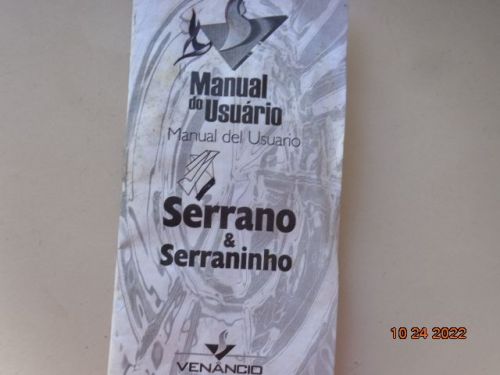 Manual
do Usuário
Manual del Usuario
Serrano
&
Serraninho
VENÂNCIO
10 24 2022